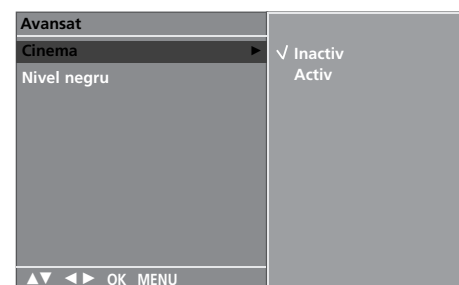 Avansat
Cinema ►
Nivel negru
√ Inactiv
Activ
▲▼ ◄► OK MENU